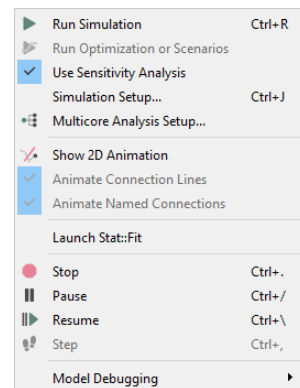 Run Simulation Ctrl+R
Run Optimization or Scenarios
Use Sensitivity Analysis
Simulation Setup... Ctrl+J
Multicore Analysis Setup...
Show 2D Animation
Animate Connection Lines
Animate Named Connections
Launch Stat::Fit
Stop Ctrl+.
Pause Ctrl+/
Resume Ctrl+\
Step Ctrl+,
Model Debugging